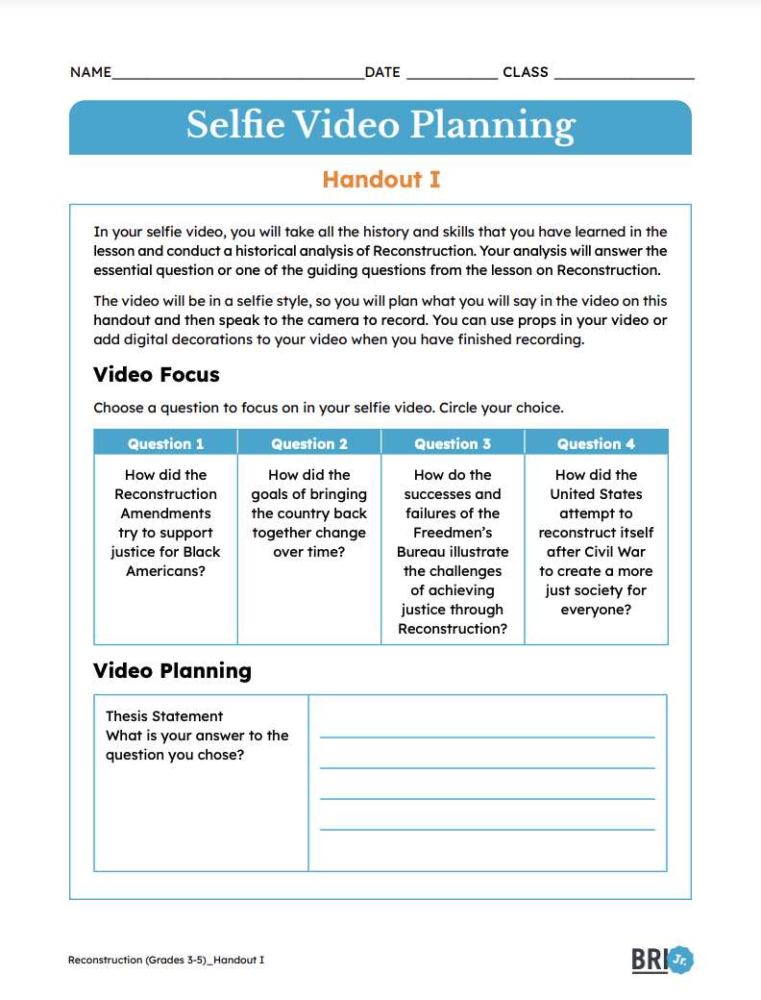 NAME______________________________DATE ___________ CLASS _________________
Selfie Video Planning
Handout I
In your selfie video, you will take all the history and skills that you have learned in the
lesson and conduct a historical analysis of Reconstruction. Your analysis will answer the
essential question or one of the guiding questions from the lesson on Reconstruction.
The video will be in a selfie style, so you will plan what you will say in the video on this
handout and then speak to the camera to record. You can use props in your video or
add digital decorations to your video when you have finished recording.
Video Focus
Choose a question to focus on in your selfie video. Circle your choice.
Question 1
How did the
Reconstruction
Amendments
try to support
justice for Black
Americans?
Question 2
How did the
goals of bringing
the country back
together change
over time?
Question 3
How do the
successes and
failures of the
Freedmen's
Bureau illustrate
the challenges
of achieving
justice through
Reconstruction?
Question 4
How did the
United States
attempt to
reconstruct itself
after Civil War
to create a more
just society for
everyone?
Video Planning
Thesis Statement
What is your answer to the
question you chose?
Reconstruction (Grades 3-5)_Handout I
BRI Jr.